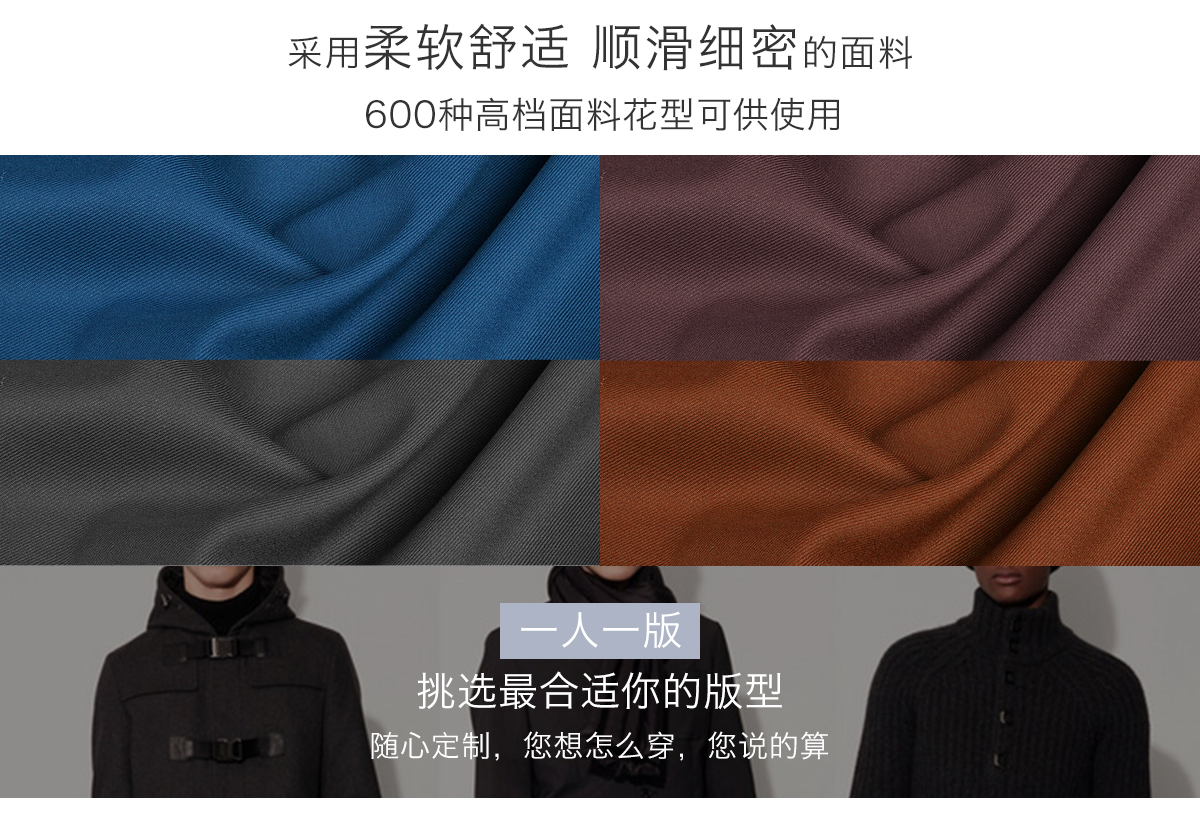 采用柔软舒适 顺滑细密的面料
600种高档面料花型可供使用
一人一版
挑选最合适你的版型
随心定制，您想怎么穿，您说的算